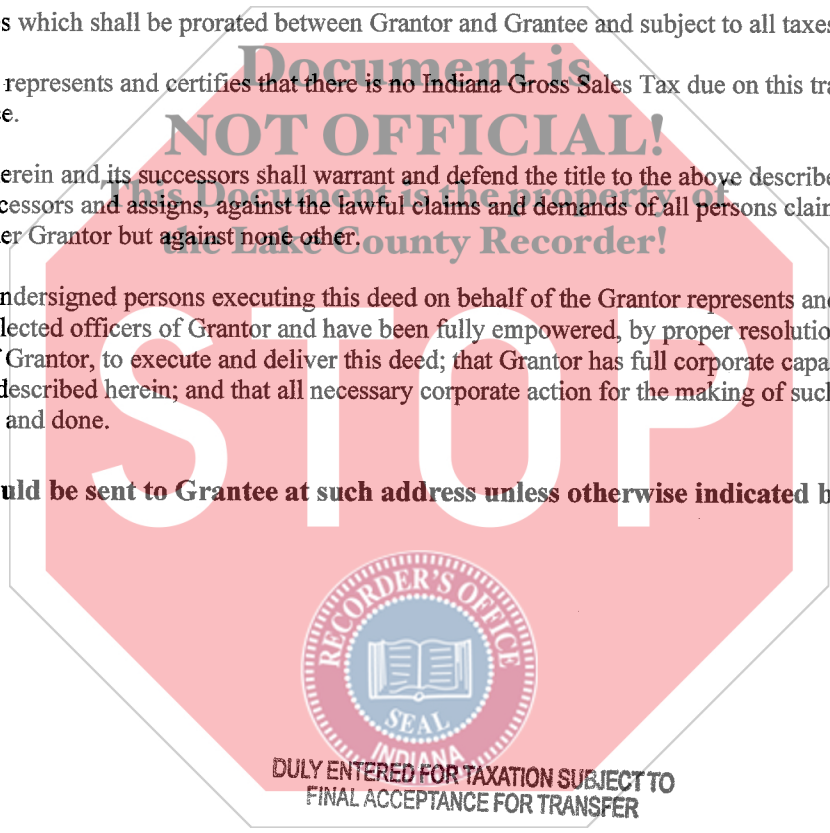 s which shall be prorated between Grantor and Grantee and subject to all taxes
represents and certifies that there is no Indiana Gross Sales Tax due on this tra
e.
erein and its successors shall warrant and defend the title to the above describe
cessors and assigns, against the lawful claims and demands of all persons claim
er Grantor but against none other.
ndersigned persons executing this deed on behalf of the Grantor represents and
lected officers of Grantor and have been fully empowered, by proper resolutio
f Grantor, to execute and deliver this deed; that Grantor has full corporate capa
described herein; and that all necessary corporate action for the making of such
and done.
uld be sent to Grantee at such address unless otherwise indicated b
Document is
NOT OFFICIAL!
This Document is the property of
the Lake County Recorder!
STOP
RECORDER'S OFFICE
SEAL
INDIANA
DULY ENTERED FOR TAXATION SUBJECT TO
FINAL ACCEPTANCE FOR TRANSFER